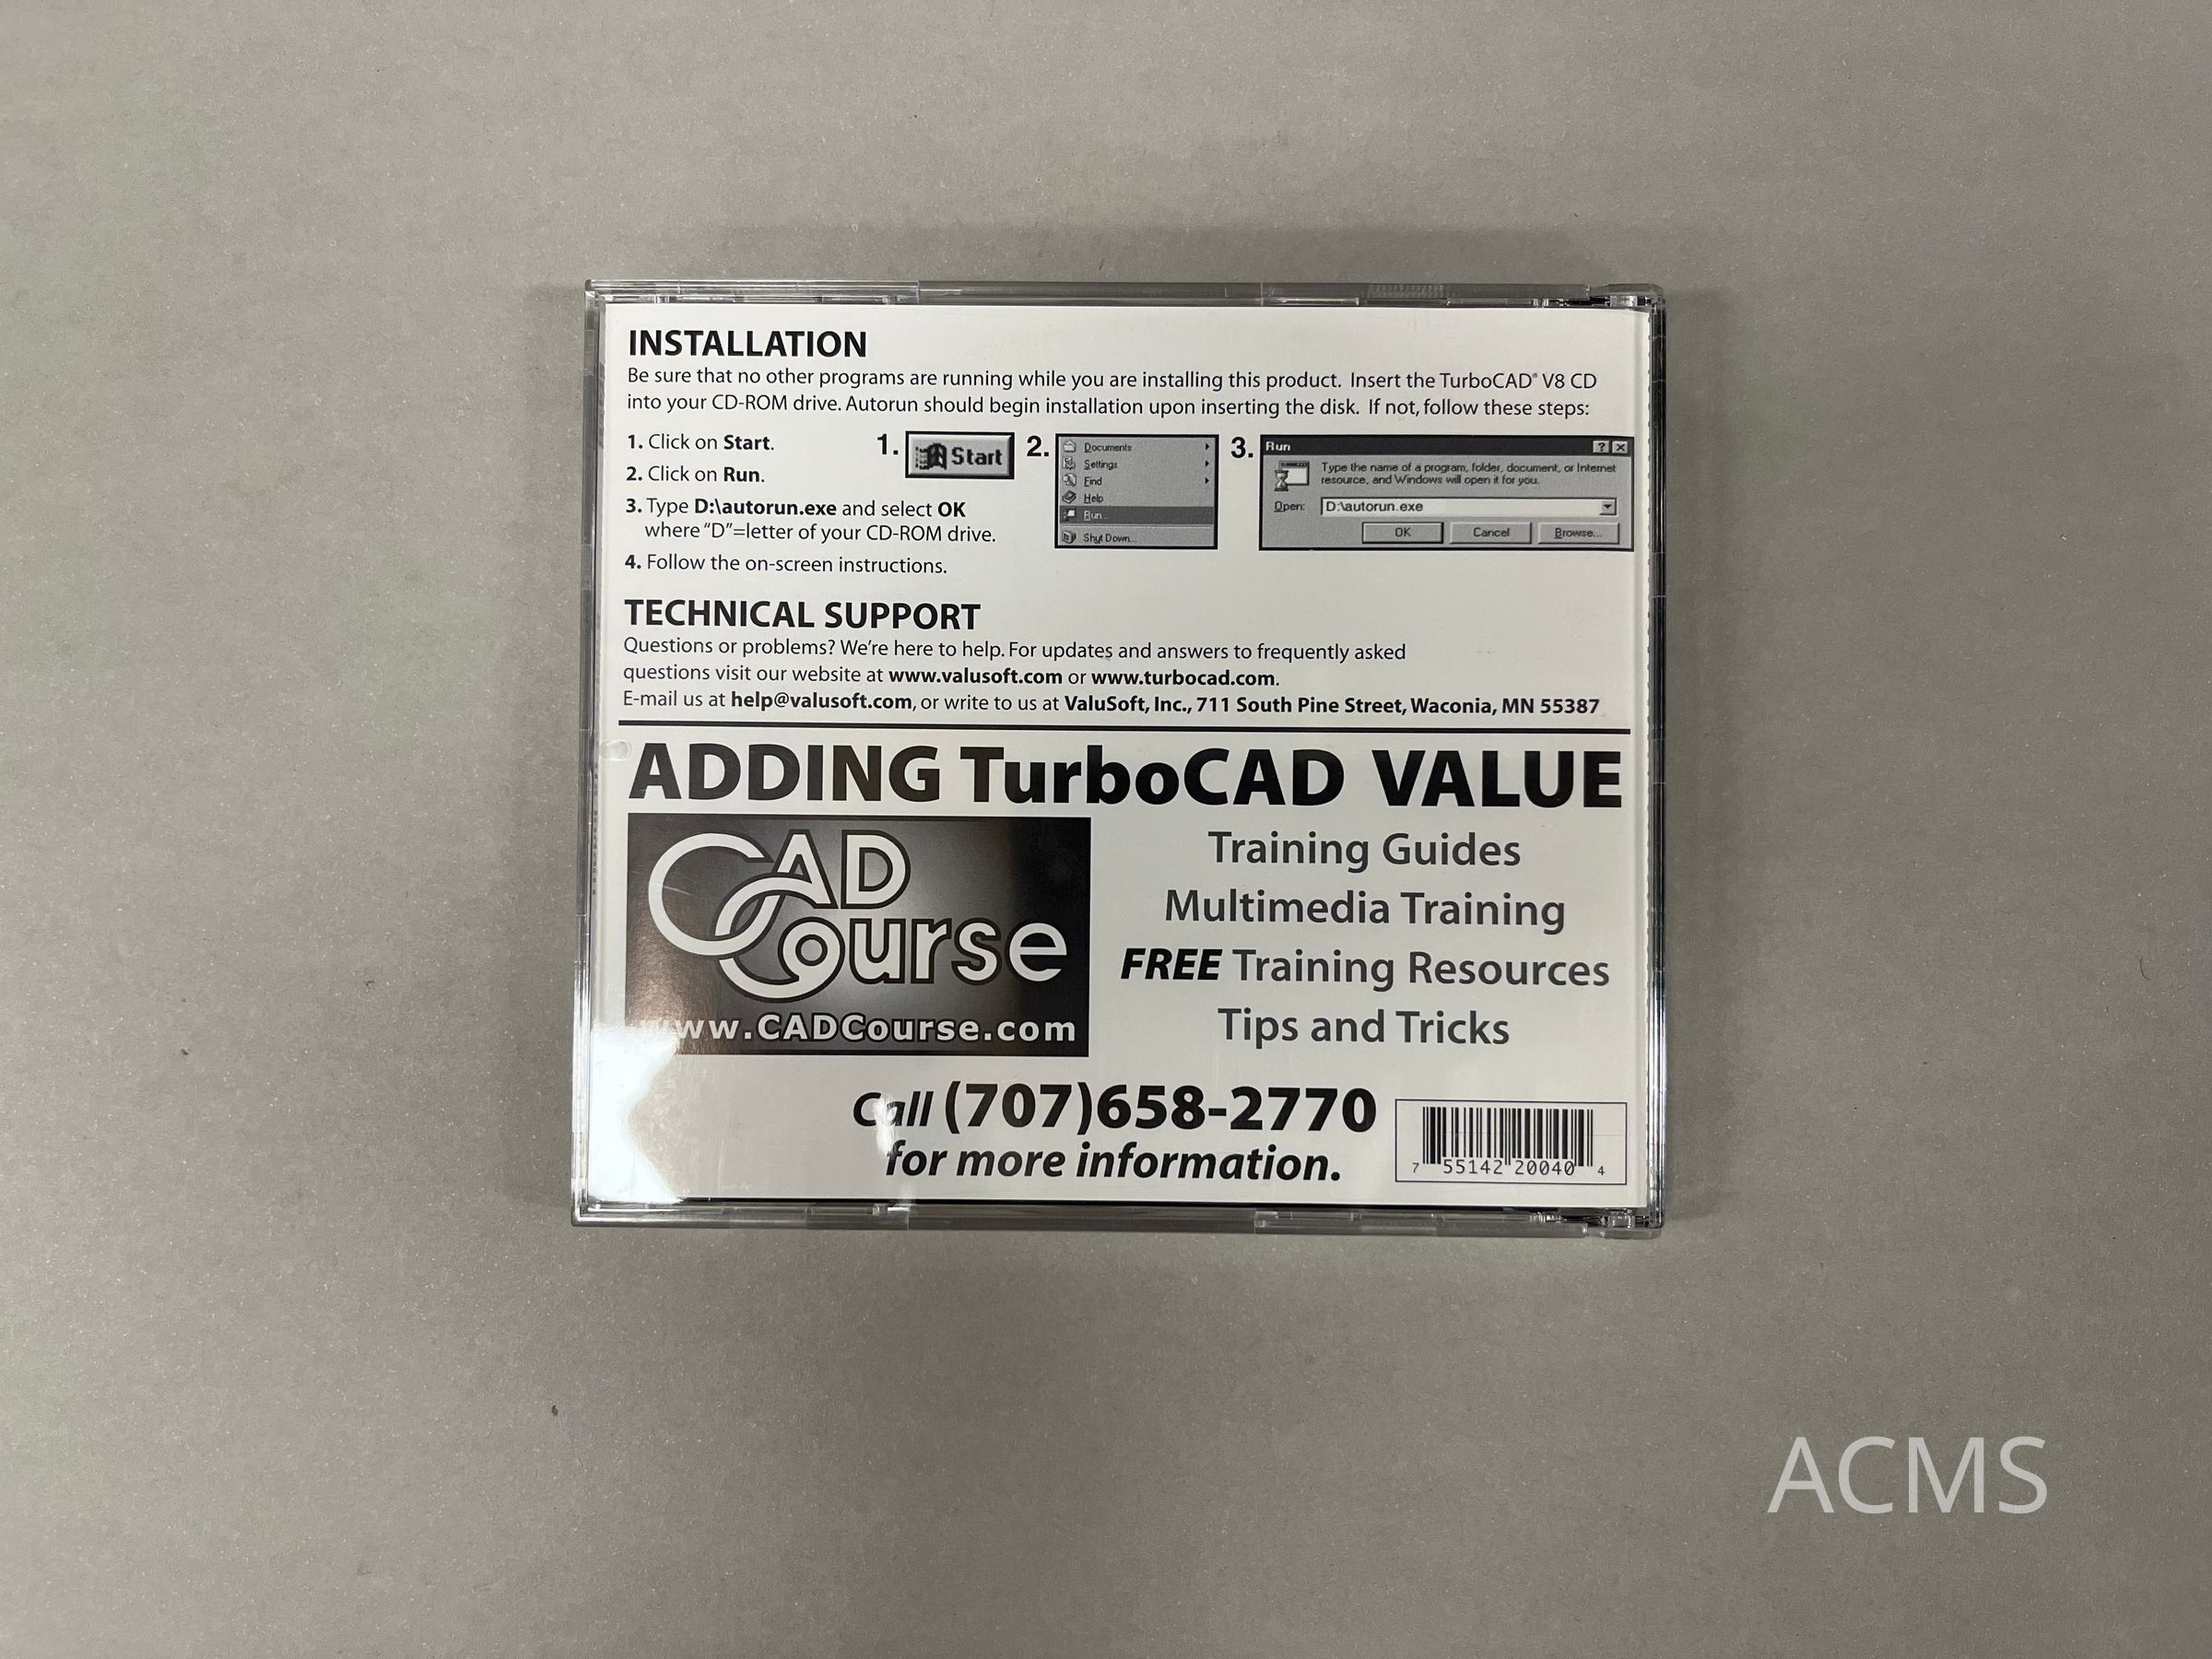 INSTALLATION
Be sure that no other programs are running while you are installing this product. Insert the TurboCAD® V8 CD
into your CD-ROM drive. Autorun should begin installation upon inserting the disk. If not, follow these steps:
1. Click on Start.
2. Click on Run.
3. Type D:\autorun.exe and select OK
where “D”=letter of your CD-ROM drive.
4. Follow the on-screen instructions.
1.
Start
2.
Documents
Settings
Find
Help
Run...
Shut Down...
3.
Run
Type the name of a program, folder, document, or Internet
resource, and Windows will open it for you.
Open: D:\autorun.exe
OK Cancel Browse...
TECHNICAL SUPPORT
Questions or problems? We’re here to help. For updates and answers to frequently asked
questions visit our website at www.valusoft.com or www.turbocad.com.
E-mail us at help@valusoft.com, or write to us at ValuSoft, Inc., 711 South Pine Street, Waconia, MN 55387
ADDING TurboCAD VALUE
CAD
Course
www.CADCourse.com
Training Guides
Multimedia Training
FREE Training Resources
Tips and Tricks
Call (707)658-2770
for more information.
7 55142 20040 4
ACMS